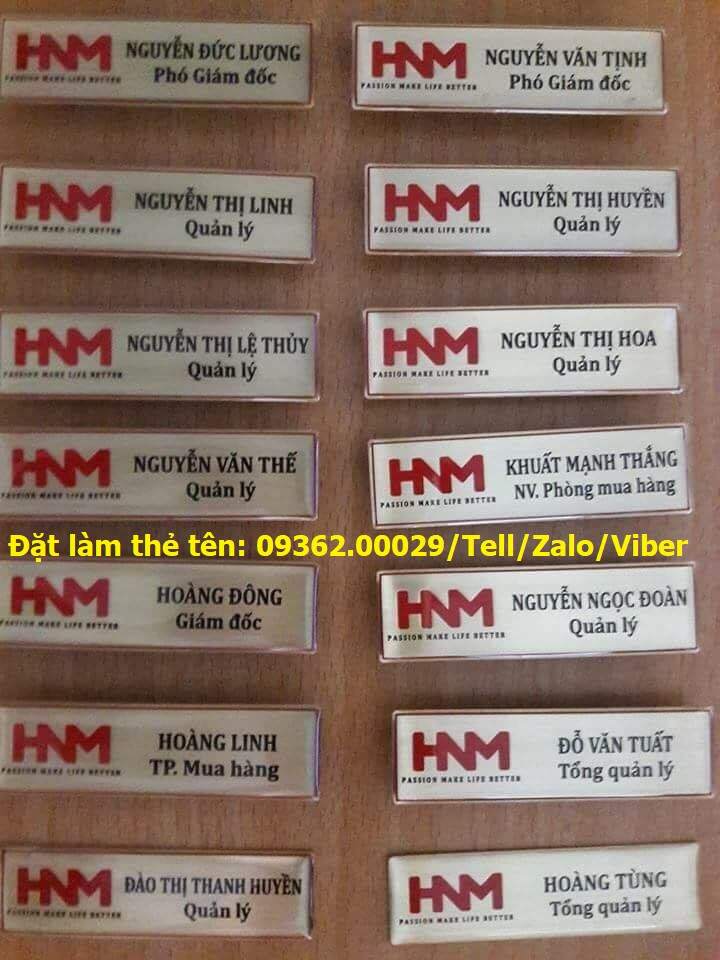 HNM
PASSION MAKE LIFE BETTER
NGUYỄN ĐỨC LƯƠNG
Phó Giám đốc
HNM
PASSION MAKE LIFE BETTER
NGUYỄN VĂN TỊNH
Phó Giám đốc
HNM
PASSION MAKE LIFE BETTER
NGUYỄN THỊ LINH
Quản lý
HNM
PASSION MAKE LIFE BETTER
NGUYỄN THỊ HUYỀN
Quản lý
HNM
PASSION MAKE LIFE BETTER
NGUYỄN THỊ LỆ THỦY
Quản lý
HNM
PASSION MAKE LIFE BETTER
NGUYỄN THỊ HOA
Quản lý
HNM
PASSION MAKE LIFE BETTER
NGUYỄN VĂN THẾ
Quản lý
HNM
PASSION MAKE LIFE BETTER
KHUẤT MẠNH THẮNG
NV. Phòng mua hàng
Đặt làm thẻ tên: 09362.00029/Tell/Zalo/Viber
HNM
PASSION MAKE LIFE BETTER
HOÀNG ĐÔNG
Giám đốc
HNM
PASSION MAKE LIFE BETTER
NGUYỄN NGỌC ĐOÀN
Quản lý
HNM
PASSION MAKE LIFE BETTER
HOÀNG LINH
TP. Mua hàng
HNM
PASSION MAKE LIFE BETTER
ĐỖ VĂN TUẤT
Tổng quản lý
HNM
PASSION MAKE LIFE BETTER
ĐÀO THỊ THANH HUYỀN
Quản lý
HNM
PASSION MAKE LIFE BETTER
HOÀNG TÙNG
Tổng quản lý